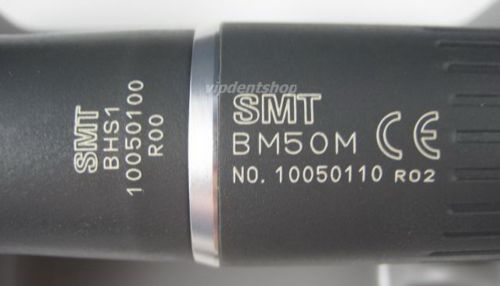 vipdentshop
SMT
BHS1
10050100
R00
SMT
BM50M CE
NO. 10050110 R02